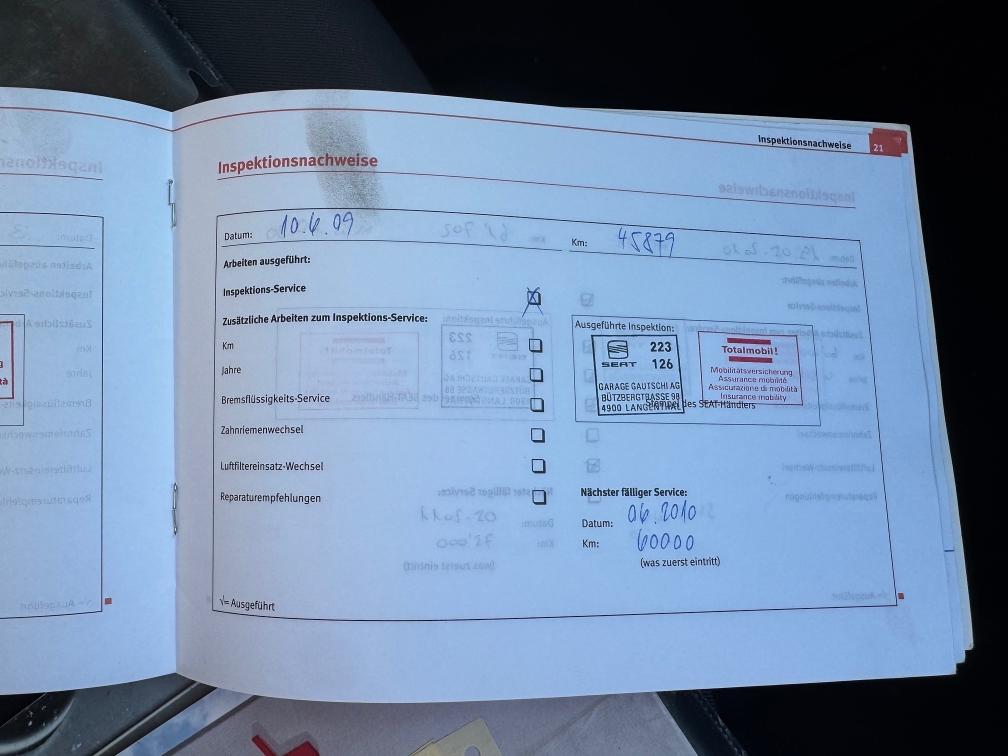 Inspektionsnachweise 21
Inspektionsnachweise
Datum: 10.6.09 Km: 45879
Arbeiten ausgeführt:
Inspektions-Service
Zusätzliche Arbeiten zum Inspektions-Service:
Km
Jahre
Bremsflüssigkeits-Service
Zahnriemenwechsel
Luftfiltereinsatz-Wechsel
Reparaturempfehlungen
Ausgeführte Inspektion:
SEAT
223
126
GARAGE GAUTSCHI AG
BÜTZBERGTRASSE 98
4900 LANGENTHAL
Totalmobil!
Mobilitätsversicherung
Assurance mobilité
Assicurazione di mobilità
Insurance mobility
Stempel des SEAT-Händlers
Nächster fälliger Service:
Datum: 06.2010
Km: 60000
(was zuerst eintritt)
√= Ausgeführt